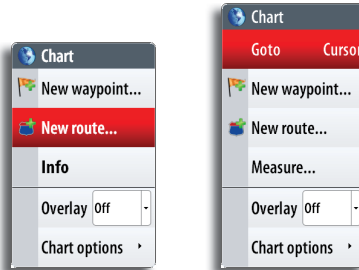 Chart
New waypoint...
New route...
Info
Overlay Off
Chart options
Chart
Goto Cursor
New waypoint...
New route...
Measure...
Overlay Off
Chart options